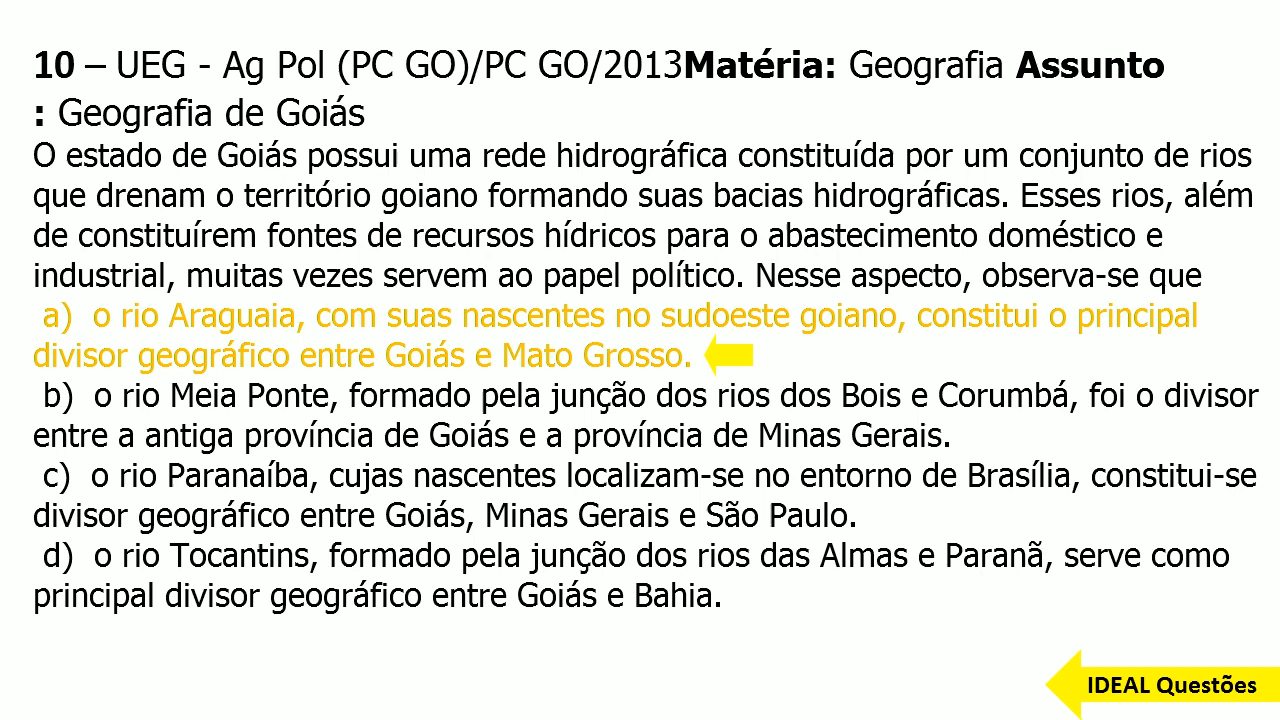 10 – UEG - Ag Pol (PC GO)/PC GO/2013Matéria: Geografia Assunto
: Geografia de Goiás
O estado de Goiás possui uma rede hidrográfica constituída por um conjunto de rios
que drenam o território goiano formando suas bacias hidrográficas. Esses rios, além
de constituírem fontes de recursos hídricos para o abastecimento doméstico e
industrial, muitas vezes servem ao papel político. Nesse aspecto, observa-se que
a) o rio Araguaia, com suas nascentes no sudoeste goiano, constitui o principal
divisor geográfico entre Goiás e Mato Grosso.
b) o rio Meia Ponte, formado pela junção dos rios dos Bois e Corumbá, foi o divisor
entre a antiga província de Goiás e a província de Minas Gerais.
c) o rio Paranaíba, cujas nascentes localizam-se no entorno de Brasília, constitui-se
divisor geográfico entre Goiás, Minas Gerais e São Paulo.
d) o rio Tocantins, formado pela junção dos rios das Almas e Paranã, serve como
principal divisor geográfico entre Goiás e Bahia.
IDEAL Questões